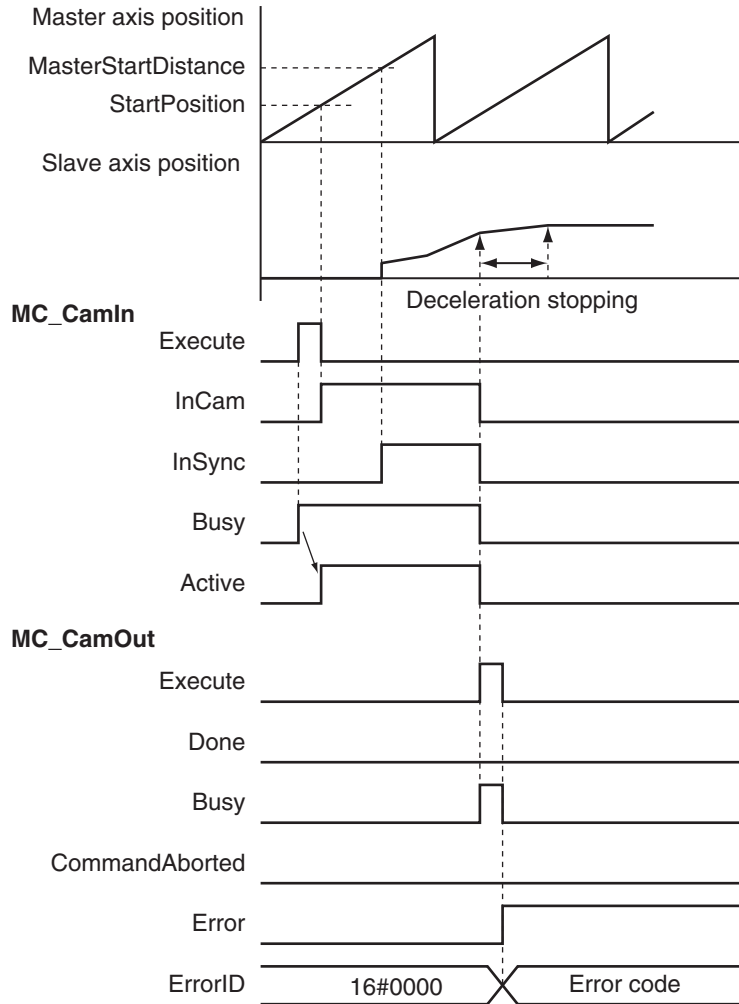 Master axis position
MasterStartDistance
StartPosition
Slave axis position
Deceleration stopping
MC_CamIn
Execute
InCam
InSync
Busy
Active
MC_CamOut
Execute
Done
Busy
CommandAborted
Error
ErrorID
16#0000
Error code